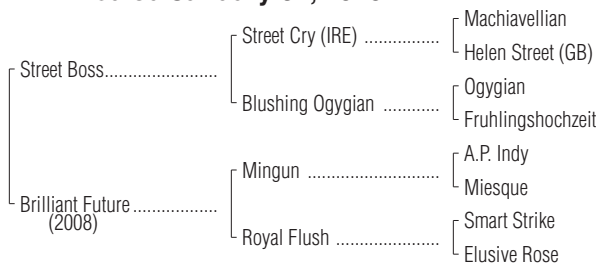 Machiavellian
Street Cry (IRE) ................
Helen Street (GB)
Street Boss........................
Ogygian
Blushing Ogygian ............
Fruhlingshochzeit
A.P. Indy
Mingun ............................
Miesque
Brilliant Future ..................
(2008)
Smart Strike
Royal Flush ......................
Elusive Rose